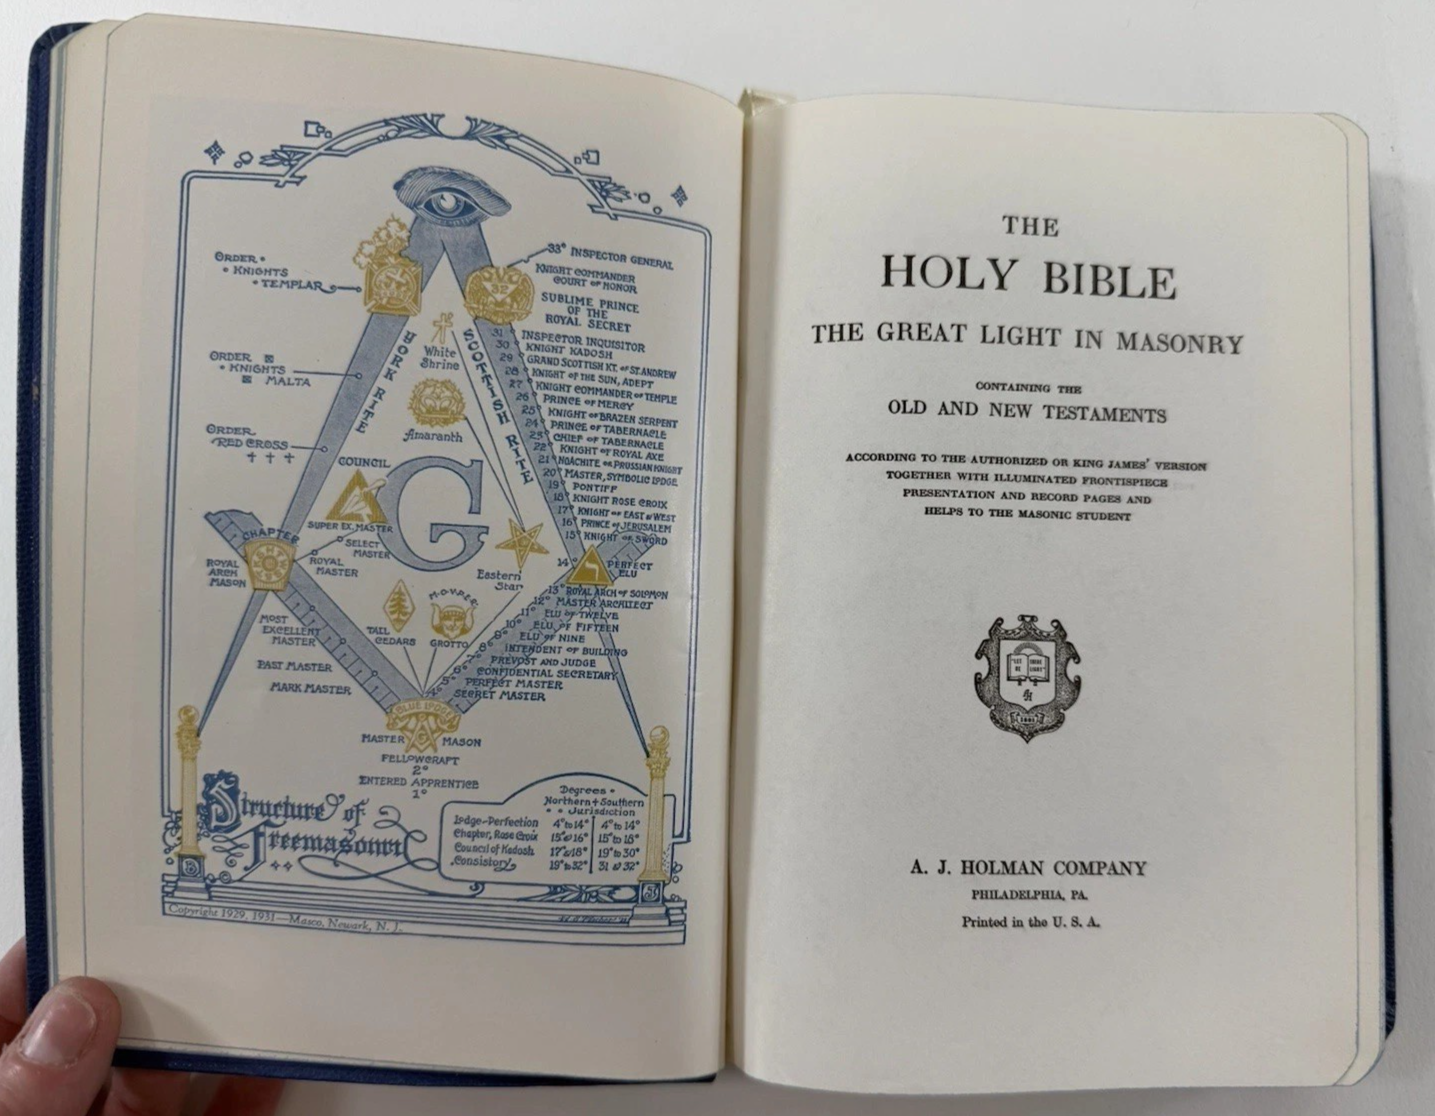 ORDER
KNIGHTS
TEMPLAR
ORDER
KNIGHTS
MALTA
ORDER
RED CROSS
YORK RITE
SCOTTISH RITE
32
33° INSPECTOR GENERAL
KNIGHT COMMANDER
COURT OF HONOR
SUBLIME PRINCE
OF THE
ROYAL SECRET
31 INSPECTOR INQUISITOR
30 KNIGHT KADOSH
29 GRAND SCOTTISH KT. OF ST. ANDREW
28 KNIGHT OF THE SUN, ADEPT
27 KNIGHT COMMANDER OF TEMPLE
26 PRINCE OF MERCY
25 KNIGHT OF BRAZEN SERPENT
24 PRINCE OF TABERNACLE
23 CHIEF OF TABERNACLE
22 KNIGHT OF ROYAL AXE
21 NOACHITE OR PRUSSIAN KNIGHT
20° MASTER, SYMBOLIC LODGE
19° PONTIFF
18° KNIGHT ROSE CROIX
17° KNIGHT OF EAST & WEST
16° PRINCE OF JERUSALEM
15° KNIGHT OF SWORD
14° PERFECT
ELU
13° ROYAL ARCH OF SOLOMON
12° MASTER ARCHITECT
11° ELU OF TWELVE
10° ELU OF FIFTEEN
9° ELU OF NINE
8° INTENDENT OF BUILDING
7° PREVOST AND JUDGE
6° CONFIDENTIAL SECRETARY
5° PERFECT MASTER
4° SECRET MASTER
White
Shrine
Amaranth
G
Eastern
Star
COUNCIL
SUPER EX. MASTER
SELECT
MASTER
ROYAL
MASTER
CHAPTER
ROYAL
ARCH
MASON
MOST
EXCELLENT
MASTER
PAST MASTER
MARK MASTER
TALL
CEDARS
M.O.V.P.E.R.
GROTTO
BLUE LODGE
MASTER MASON
FELLOWCRAFT
2°
ENTERED APPRENTICE
1°
Structure of
Freemasonry
Degrees
Northern & Southern
Jurisdiction
Lodge-Perfection 4° to 14° 4° to 14°
Chapter, Rose Croix 15° & 16° 15° to 18°
Council of Kadosh 17° & 18° 19° to 30°
Consistory 19° to 32° 31 & 32°
Copyright 1929, 1931—Masco, Newark, N. J.
THE
HOLY BIBLE
THE GREAT LIGHT IN MASONRY
CONTAINING THE
OLD AND NEW TESTAMENTS
ACCORDING TO THE AUTHORIZED OR KING JAMES' VERSION
TOGETHER WITH ILLUMINATED FRONTISPIECE
PRESENTATION AND RECORD PAGES AND
HELPS TO THE MASONIC STUDENT
"LET THERE
BE LIGHT"
A. J. HOLMAN COMPANY
PHILADELPHIA, PA.
Printed in the U. S. A.